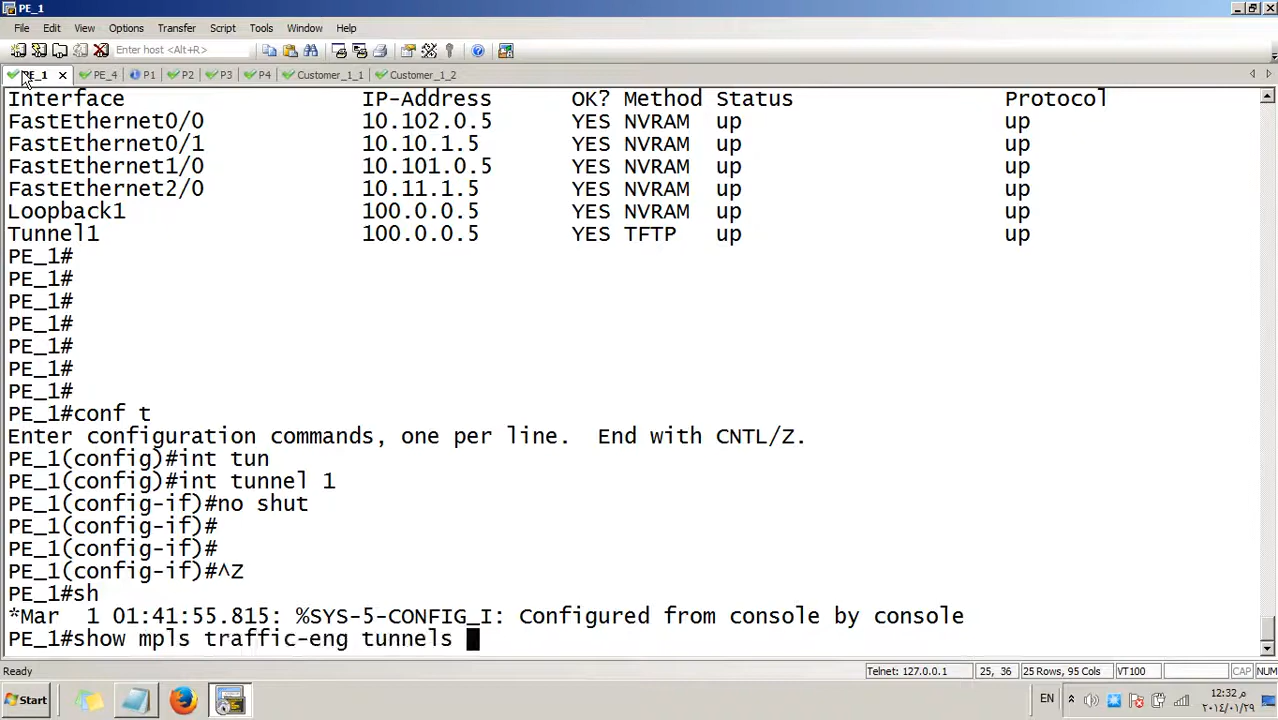 PE_1
File Edit View Options Transfer Script Tools Window Help
Enter host <Alt+R>
PE_1 PE_4 P1 P2 P3 P4 Customer_1_1 Customer_1_2
Interface IP-Address OK? Method Status Protocol
FastEthernet0/0 10.102.0.5 YES NVRAM up up
FastEthernet0/1 10.10.1.5 YES NVRAM up up
FastEthernet1/0 10.101.0.5 YES NVRAM up up
FastEthernet2/0 10.11.1.5 YES NVRAM up up
Loopback1 100.0.0.5 YES NVRAM up up
Tunnel1 100.0.0.5 YES TFTP up up
PE_1#
PE_1#
PE_1#
PE_1#
PE_1#
PE_1#
PE_1#
PE_1#conf t
Enter configuration commands, one per line.  End with CNTL/Z.
PE_1(config)#int tun
PE_1(config)#int tunnel 1
PE_1(config-if)#no shut
PE_1(config-if)#
PE_1(config-if)#
PE_1(config-if)#^Z
PE_1#sh
*Mar  1 01:41:55.815: %SYS-5-CONFIG_I: Configured from console by console
PE_1#show mpls traffic-eng tunnels
Ready Telnet: 127.0.0.1 25, 36 25 Rows, 95 Cols VT100 CAP NUM
Start EN م 12:32
٢٠١٤/٠١/٢٩